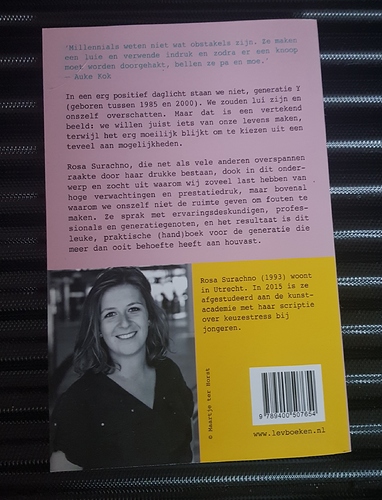 'Millennials weten niet wat obstakels zijn. Ze maken
een luie en verwende indruk en zodra er een knoop
moet worden doorgehakt, bellen ze pa en moe.'
— Auke Kok
In een erg positief daglicht staan we niet, generatie Y
(geboren tussen 1985 en 2000). We zouden lui zijn en
onszelf overschatten. Maar dat is een vertekend
beeld: we willen juist iets van onze levens maken,
terwijl het erg moeilijk blijkt om te kiezen uit een
teveel aan mogelijkheden.
Rosa Surachno, die net als vele anderen overspannen
raakte door haar drukke bestaan, dook in dit onder-
werp en zocht uit waarom wij zoveel last hebben van
hoge verwachtingen en prestatiedruk, maar bovenal
waarom we onszelf niet de ruimte geven om fouten te
maken. Ze sprak met ervaringsdeskundigen, profes-
sionals en generatiegenoten, en het resultaat is dit
leuke, praktische (hand)boek voor de generatie die
meer dan ooit behoefte heeft aan houvast.
Rosa Surachno (1993) woont
in Utrecht. In 2015 is ze
afgestudeerd aan de kunst-
academie met haar scriptie
over keuzestress bij
jongeren.
© Maartje ter Horst
9 789400 507654
www.levboeken.nl